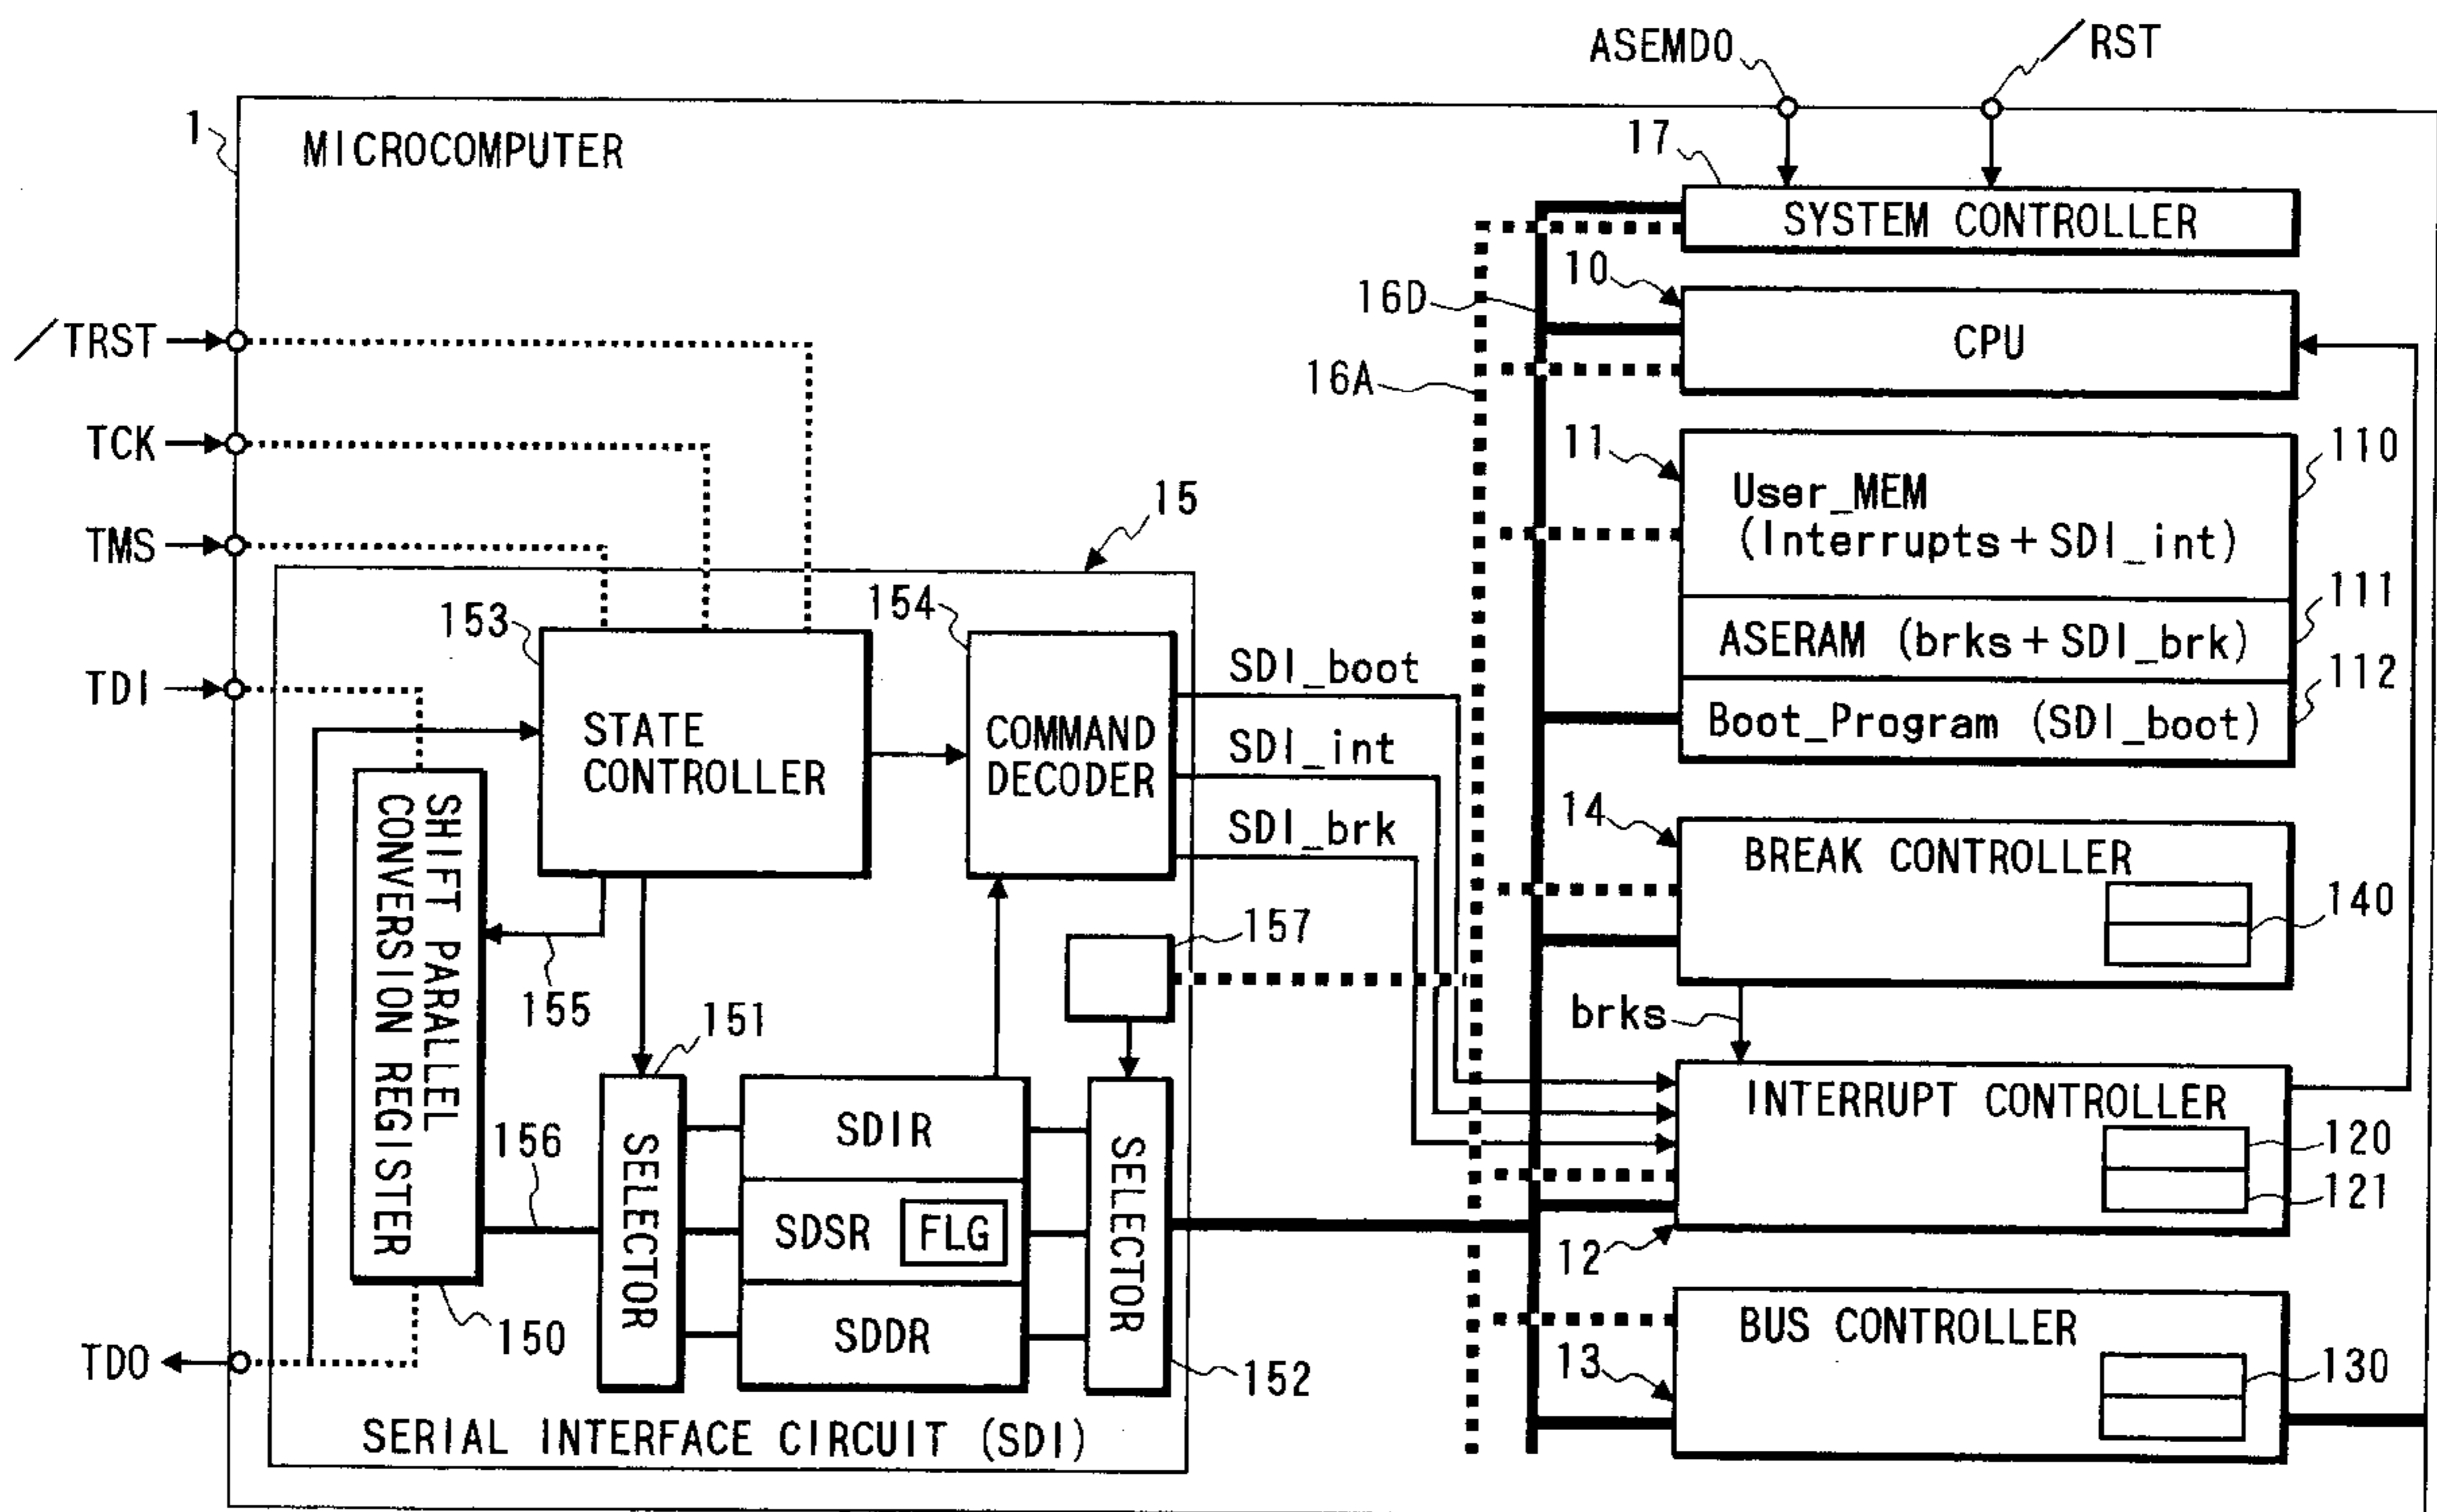 ASEMD0
/RST
1
MICROCOMPUTER
17
SYSTEM CONTROLLER
10
16D
CPU
16A
/TRST
TCK
TMS
TDI
TDO
11
110
User_MEM
(Interrupts + SDI_int)
111
ASERAM (brks + SDI_brk)
112
Boot_Program (SDI_boot)
15
153
154
STATE
CONTROLLER
COMMAND
DECODER
SDI_boot
SDI_int
SDI_brk
SHIFT PARALLEL
CONVERSION REGISTER
155
157
151
156
150
SELECTOR
SDIR
SDSR
FLG
SDDR
SELECTOR
152
SERIAL INTERFACE CIRCUIT (SDI)
14
BREAK CONTROLLER
140
brks
INTERRUPT CONTROLLER
120
121
12
BUS CONTROLLER
13
130